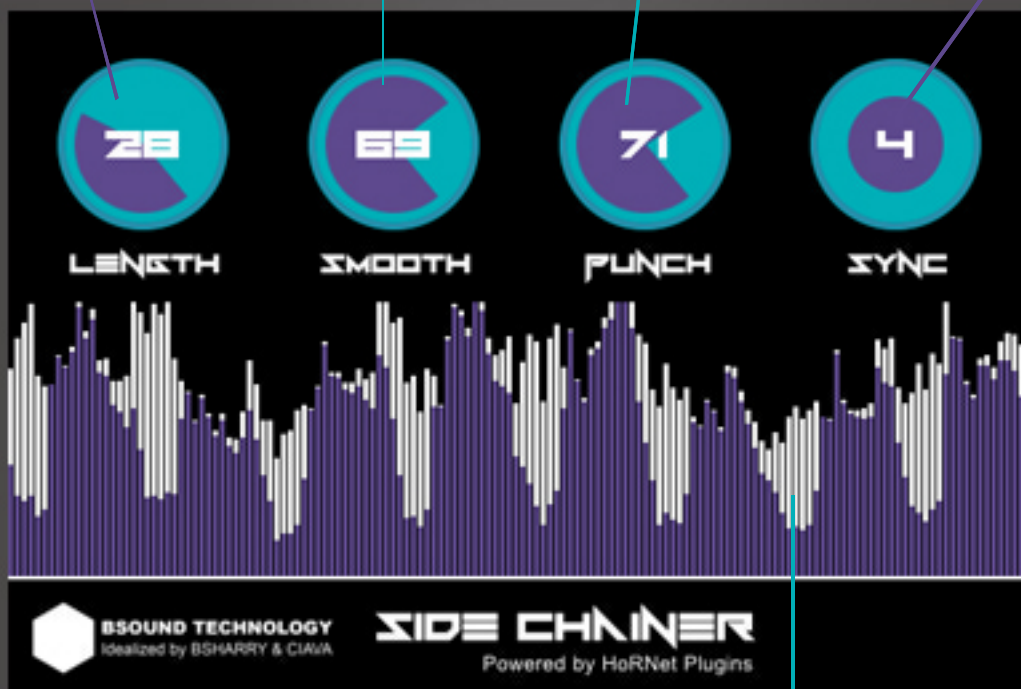 28 69 71 4
LENGTH SMOOTH PUNCH SYNC
BSOUND TECHNOLOGY
Idealized by BSHARRY & CIAVA
SIDE CHAINER
Powered by HoRNet Plugins